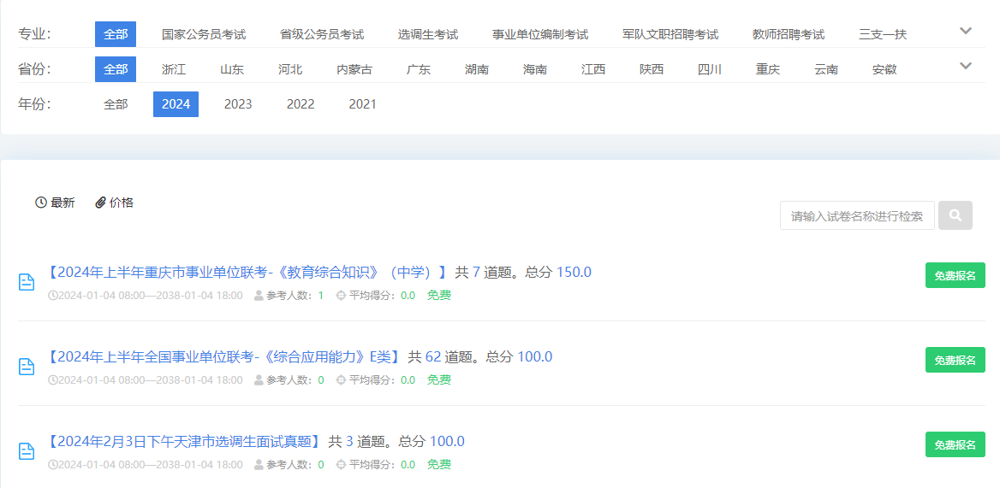 专业: 全部 国家公务员考试 省级公务员考试 选调生考试 事业单位编制考试 军队文职招聘考试 教师招聘考试 三支一扶
省份: 全部 浙江 山东 河北 内蒙古 广东 湖南 海南 江西 陕西 四川 重庆 云南 安徽
年份: 全部 2024 2023 2022 2021
最新 价格
请输入试卷名称进行检索
【2024年上半年重庆市事业单位联考-《教育综合知识》（中学）】 共 7 道题。总分 150.0
免费报名
2024-01-04 08:00—2038-01-04 18:00 参考人数: 1 平均得分: 0.0 免费
【2024年上半年全国事业单位联考-《综合应用能力》E类】 共 62 道题。总分 100.0
免费报名
2024-01-04 08:00—2038-01-04 18:00 参考人数: 0 平均得分: 0.0 免费
【2024年2月3日下午天津市选调生面试真题】 共 3 道题。总分 100.0
免费报名
2024-01-04 08:00—2038-01-04 18:00 参考人数: 0 平均得分: 0.0 免费